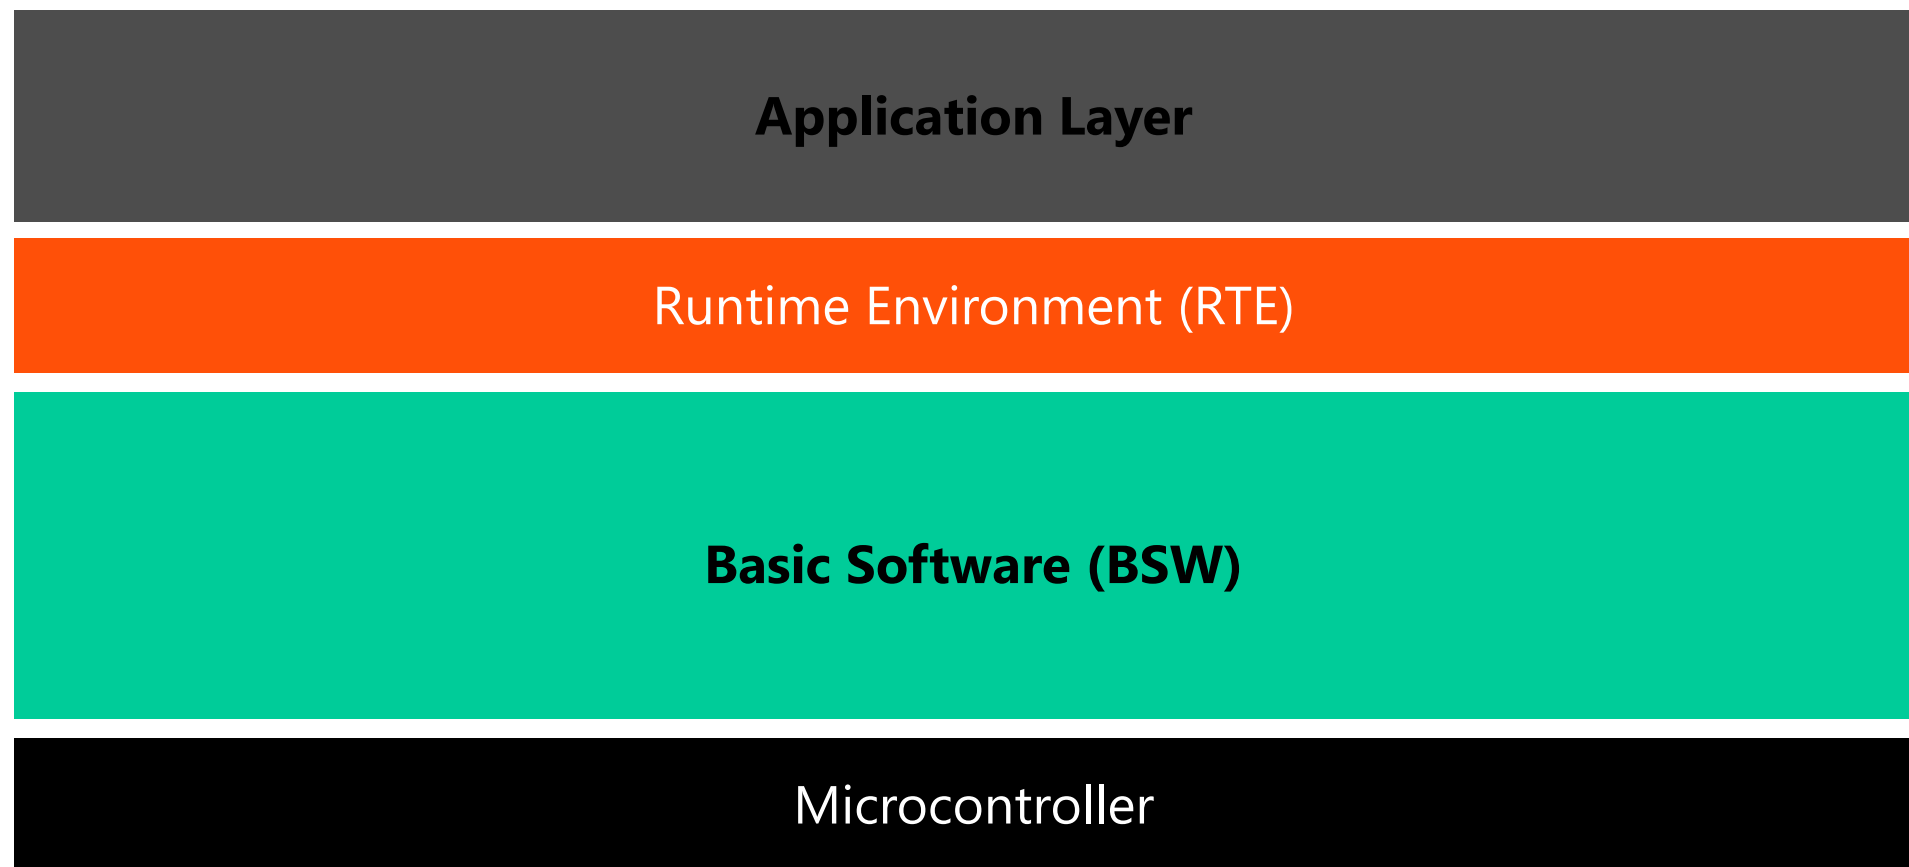 Application Layer
Runtime Environment (RTE)
Basic Software (BSW)
Microcontroller